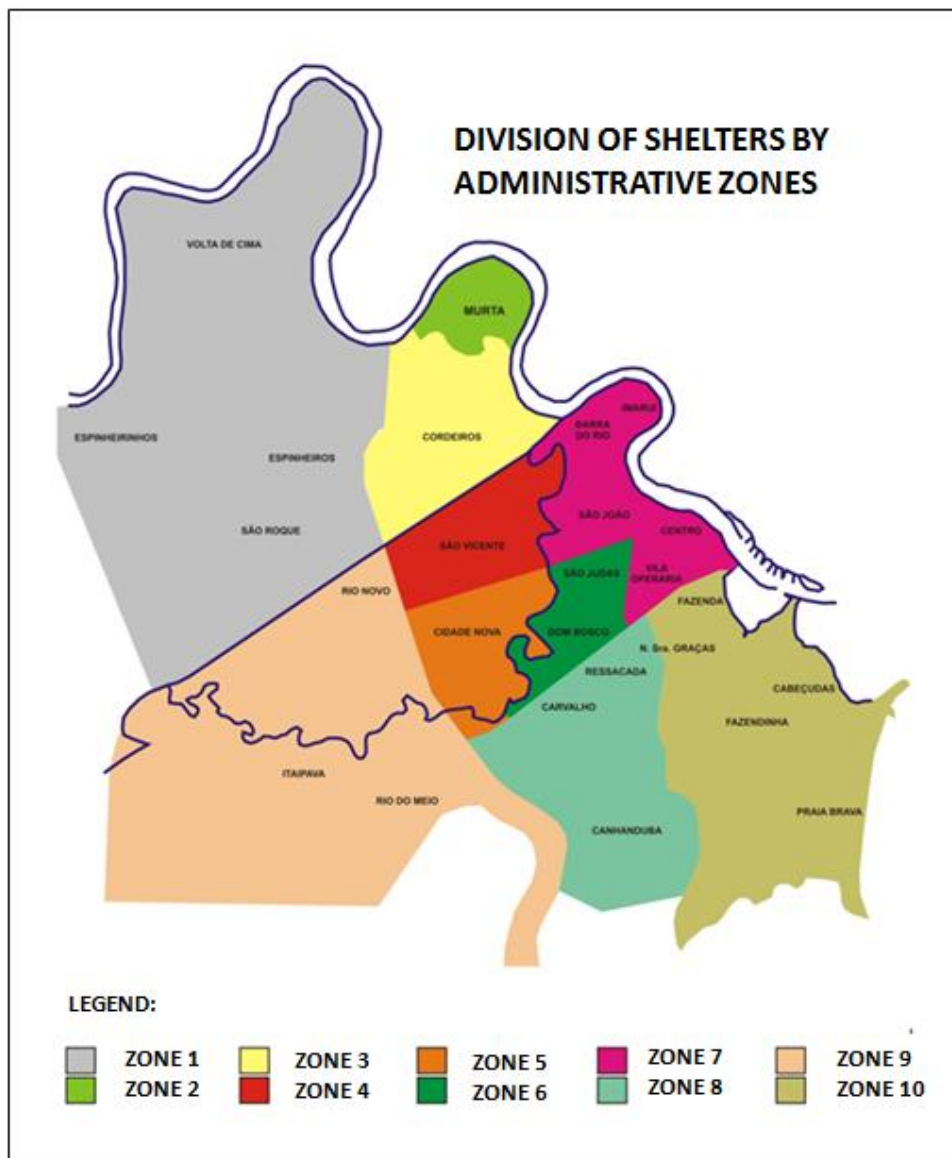 DIVISION OF SHELTERS BY
ADMINISTRATIVE ZONES
VOLTA DE CIMA
MURTA
IMARUI
BARRA
DO RIO
ESPINHEIRINHOS
CORDEIROS
ESPINHEIROS
SÃO JOÃO
SÃO ROQUE
CENTRO
SÃO VICENTE
VILA
OPERÁRIA
SÃO JUDAS
RIO NOVO
FAZENDA
CIDADE NOVA
DOM BOSCO
N. Sra. GRAÇAS
RESSACADA
CABEÇUDAS
CARVALHO
FAZENDINHA
ITAIPAVA
RIO DO MEIO
PRAIA BRAVA
CANHANDUBA
LEGEND:
ZONE 1
ZONE 3
ZONE 5
ZONE 7
ZONE 9
ZONE 2
ZONE 4
ZONE 6
ZONE 8
ZONE 10